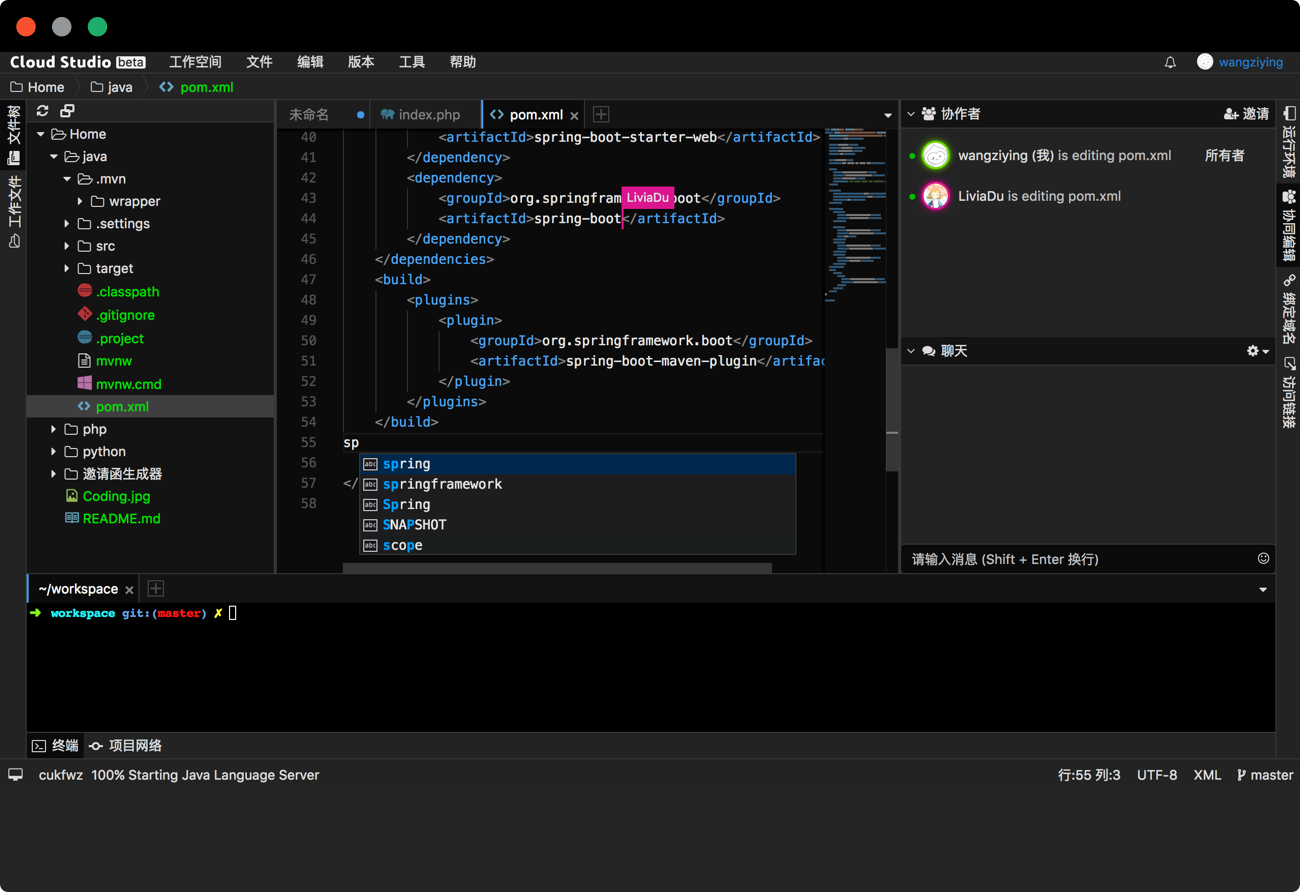 Cloud Studio beta 工作空间 文件 编辑 版本 工具 帮助 wangziying
Home java pom.xml
文件树
工作文件
Home
java
.mvn
wrapper
.settings
src
target
.classpath
.gitignore
.project
mvnw
mvnw.cmd
pom.xml
php
python
邀请函生成器
Coding.jpg
README.md
未命名 index.php pom.xml
40 <artifactId>spring-boot-starter-web</artifactId>
41 </dependency>
42 <dependency>
43 <groupId>org.springfram LiviaDu boot</groupId>
44 <artifactId>spring-boot</artifactId>
45 </dependency>
46 </dependencies>
47 <build>
48 <plugins>
49 <plugin>
50 <groupId>org.springframework.boot</groupId>
51 <artifactId>spring-boot-maven-plugin</artifac
52 </plugin>
53 </plugins>
54 </build>
55 sp
56
57 </
58
abc spring
abc springframework
abc Spring
abc SNAPSHOT
abc scope
协作者 邀请
wangziying (我) is editing pom.xml 所有者
LiviaDu is editing pom.xml
聊天
请输入消息 (Shift + Enter 换行)
运行环境
协同编辑
绑定域名
访问链接
~/workspace
➜ workspace git:(master) ✗
终端 项目网络
cukfwz 100% Starting Java Language Server 行:55 列:3 UTF-8 XML master